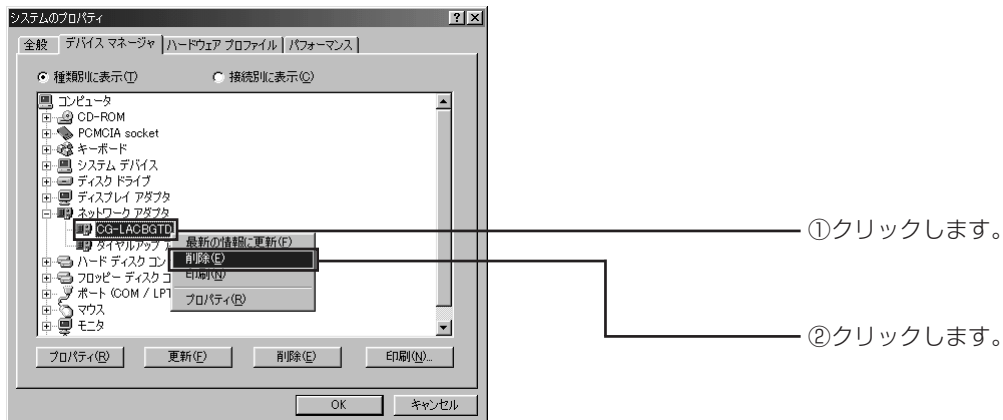 システムのプロパティ
全般 デバイス マネージャ ハードウェア プロファイル パフォーマンス
種類別に表示(T) 接続別に表示(C)
コンピュータ
CD-ROM
PCMCIA socket
キーボード
システム デバイス
ディスク ドライブ
ディスプレイ アダプタ
ネットワーク アダプタ
CG-LACBGTD
ダイヤルアップ ア
ハード ディスク コン
フロッピー ディスク コ
ポート (COM / LPT
マウス
モニタ
最新の情報に更新(F)
削除(E)
印刷(N)
プロパティ(R)
プロパティ(R) 更新(F) 削除(E) 印刷(N)...
OK キャンセル
①クリックします。
②クリックします。